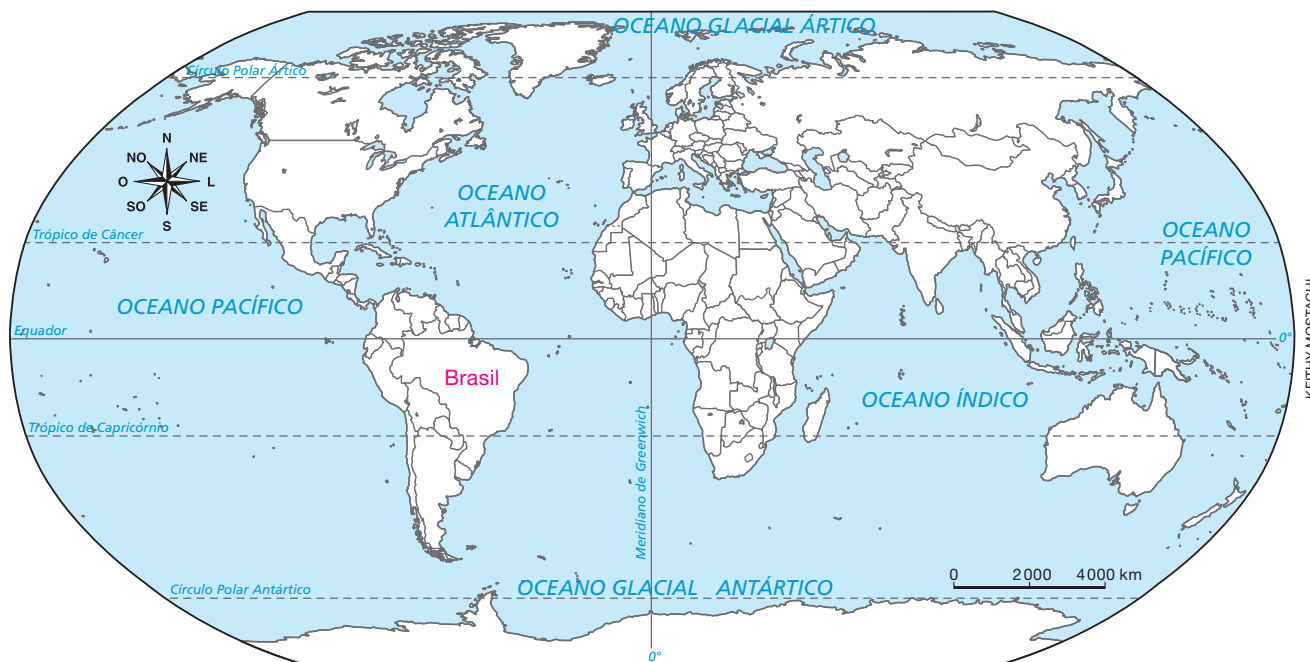 OCEANO GLACIAL ÁRTICO
Círculo Polar Ártico
N
NO
NE
O
L
SO
SE
S
OCEANO
ATLÂNTICO
Trópico de Câncer
OCEANO
PACÍFICO
OCEANO PACÍFICO
Equador
0°
Brasil
OCEANO ÍNDICO
Trópico de Capricórnio
Meridiano de Greenwich
Círculo Polar Antártico
OCEANO GLACIAL ANTÁRTICO
0 2000 4000 km
0°
KEITHY MOSTACHI